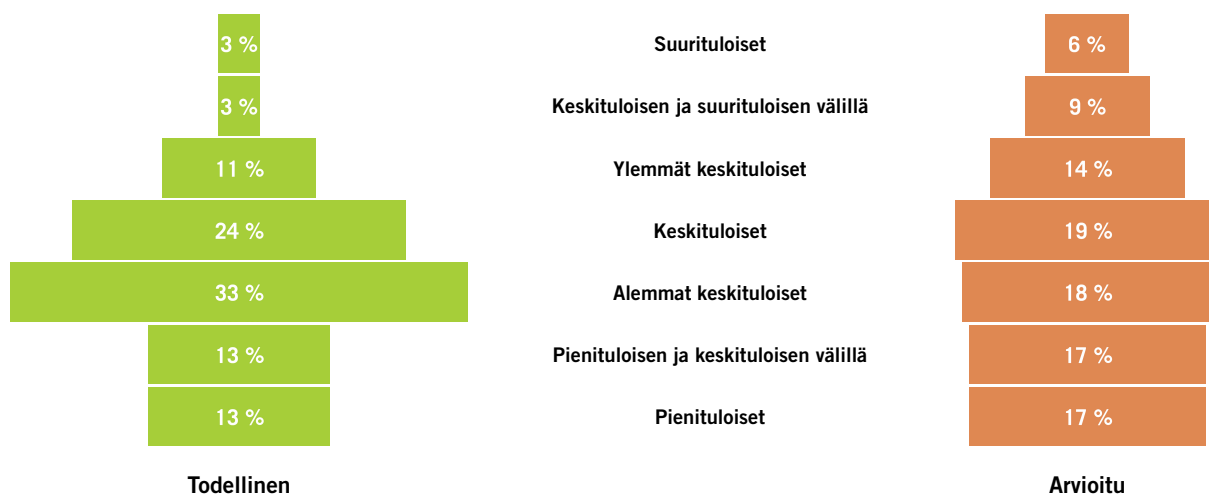 3 % Suurituloiset 6 %
3 % Keskituloisen ja suurituloisen välillä 9 %
11 % Ylemmät keskituloiset 14 %
24 % Keskituloiset 19 %
33 % Alemmat keskituloiset 18 %
13 % Pienituloisen ja keskituloisen välillä 17 %
13 % Pienituloiset 17 %
Todellinen Arvioitu